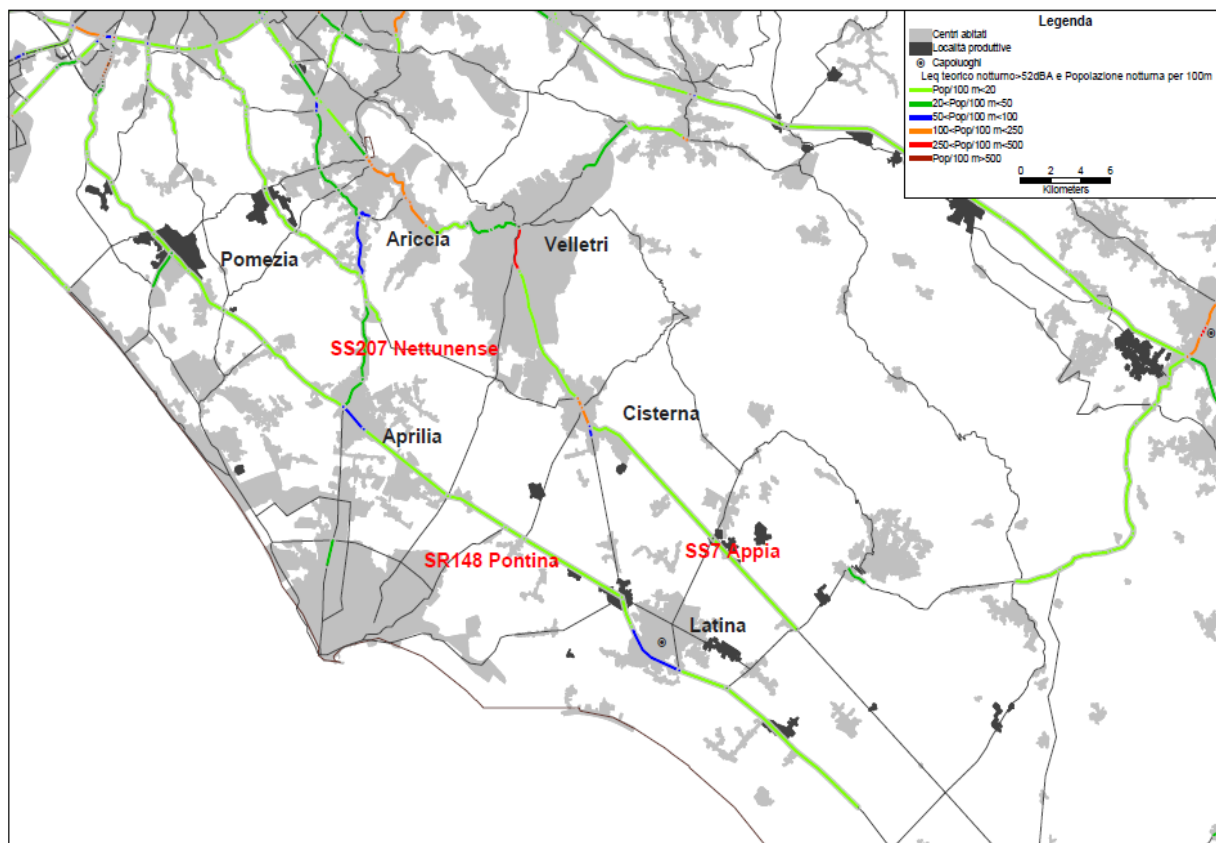 Legenda
Centri abitati
Località produttive
Capoluoghi
Leq teorico notturno>52dBA e Popolazione notturna per 100m
Pop/100 m<20
20<Pop/100 m<50
50<Pop/100 m<100
100<Pop/100 m<250
250<Pop/100 m<500
Pop/100 m>500
0 2 4 6
Kilometers
Ariccia
Velletri
Pomezia
SS207 Nettunense
Cisterna
Aprilia
SR148 Pontina
SS7 Appia
Latina